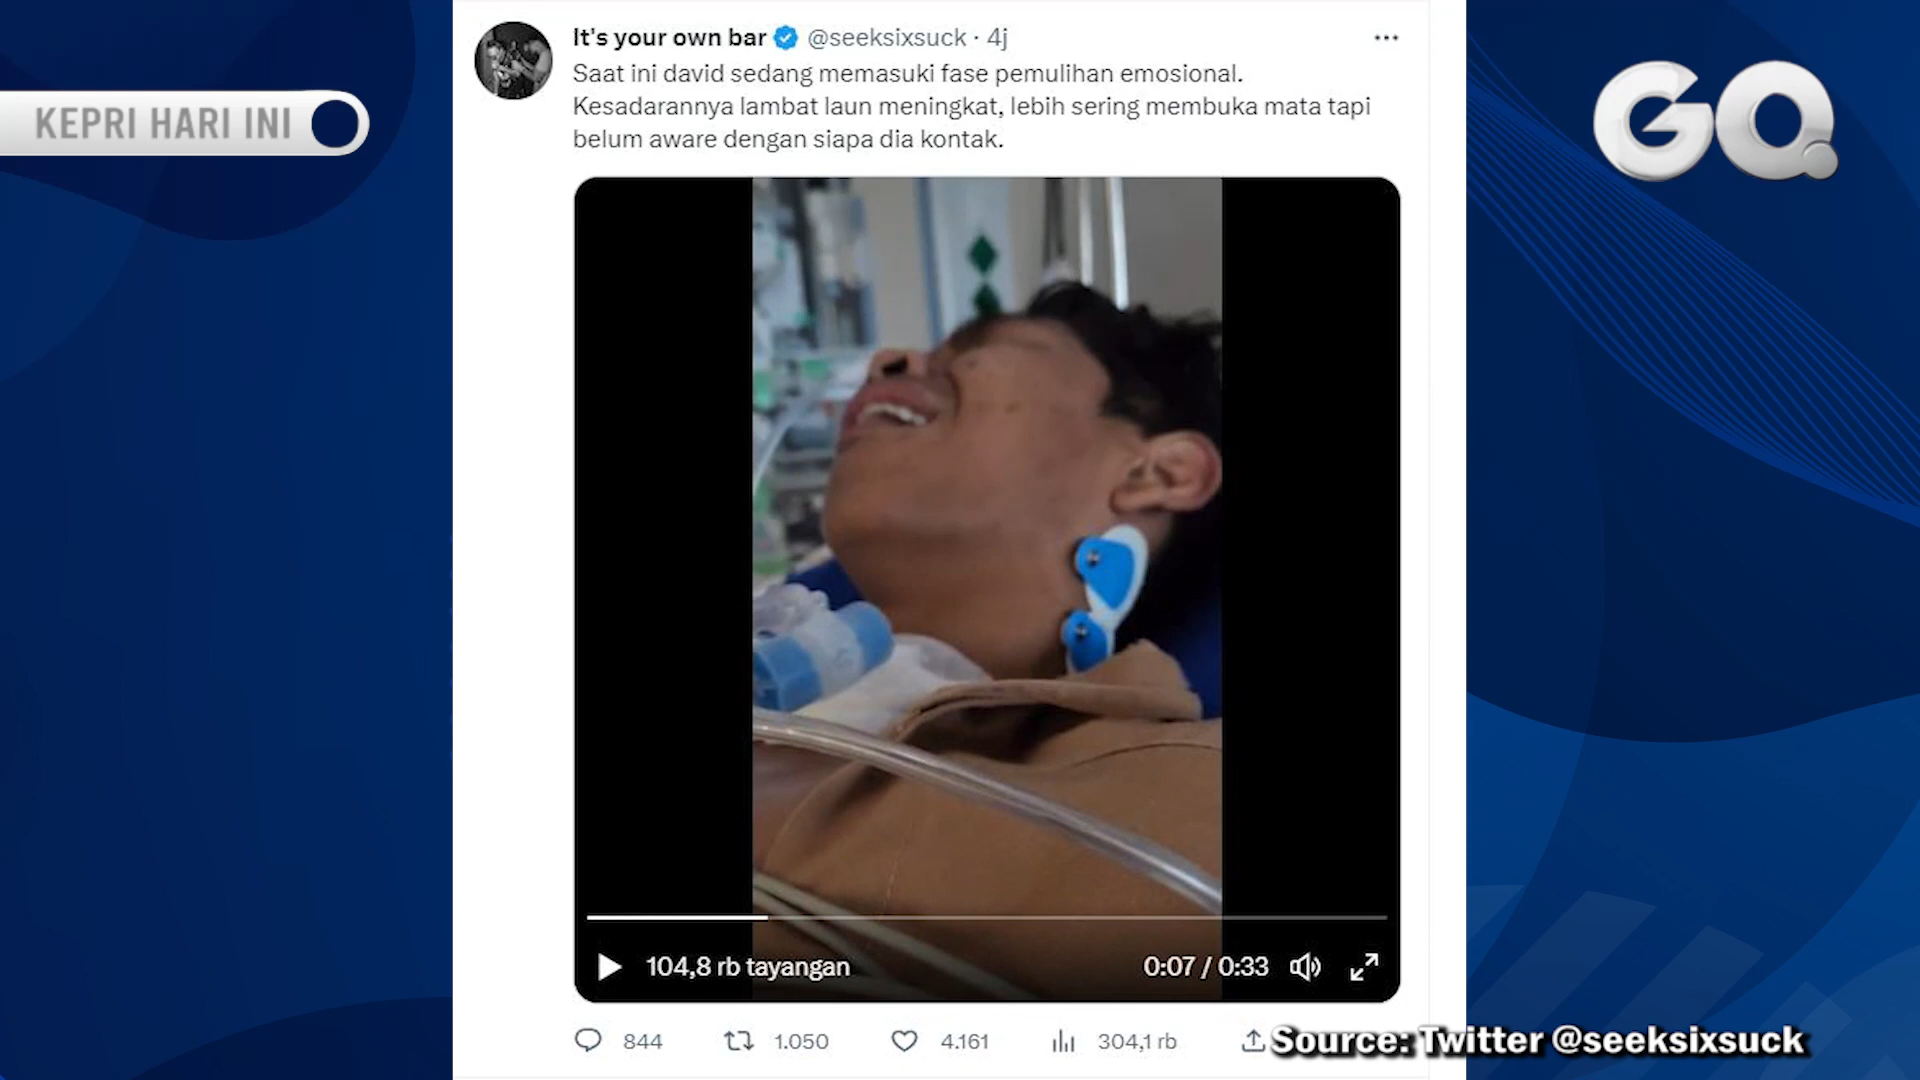 It's your own bar @seeksixsuck · 4j
Saat ini david sedang memasuki fase pemulihan emosional.
Kesadarannya lambat laun meningkat, lebih sering membuka mata tapi
belum aware dengan siapa dia kontak.
KEPRI HARI INI
GQ
104,8 rb tayangan
0:07 / 0:33
844 1.050 4.161 304,1 rb
Source: Twitter @seeksixsuck